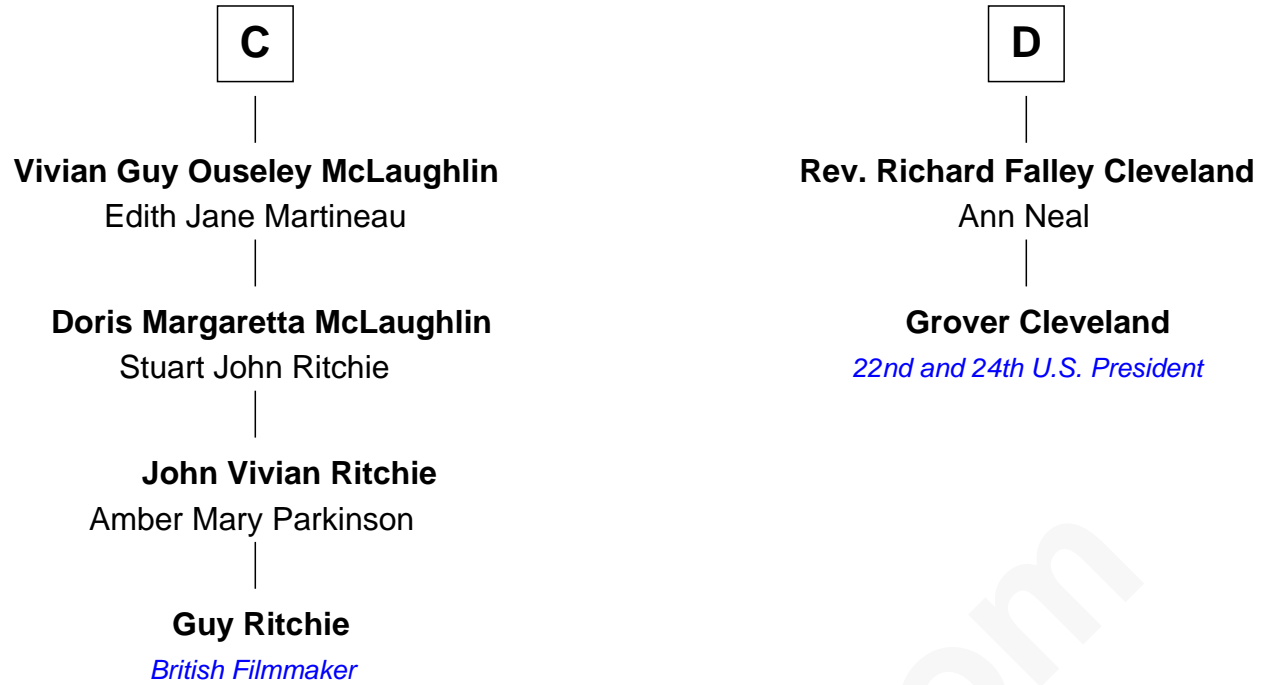 C
Vivian Guy Ouseley McLaughlin
Edith Jane Martineau
Doris Margaretta McLaughlin
Stuart John Ritchie
John Vivian Ritchie
Amber Mary Parkinson
Guy Ritchie
British Filmmaker
D
Rev. Richard Falley Cleveland
Ann Neal
Grover Cleveland
22nd and 24th U.S. President
om